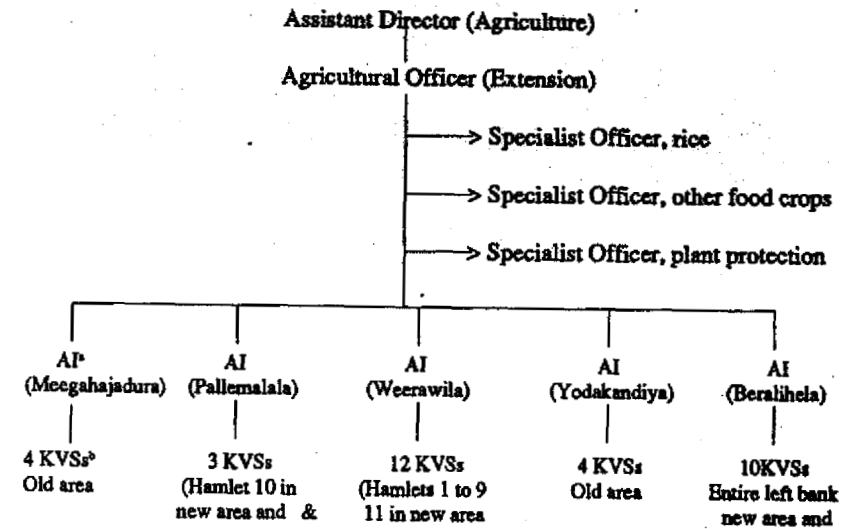 Assistant Director (Agriculture)
Agricultural Officer (Extension)
Specialist Officer, rice
Specialist Officer, other food crops
Specialist Officer, plant protection
AIᵃ AI AI AI AI
(Meegahajadura) (Pallemalala) (Weerawila) (Yodakandiya) (Beralihela)
4 KVSsᵇ 3 KVSs 12 KVSs 4 KVSs 10KVSs
Old area (Hamlet 10 in (Hamlets 1 to 9 Old area Entire left bank
new area and & 11 in new area new area and